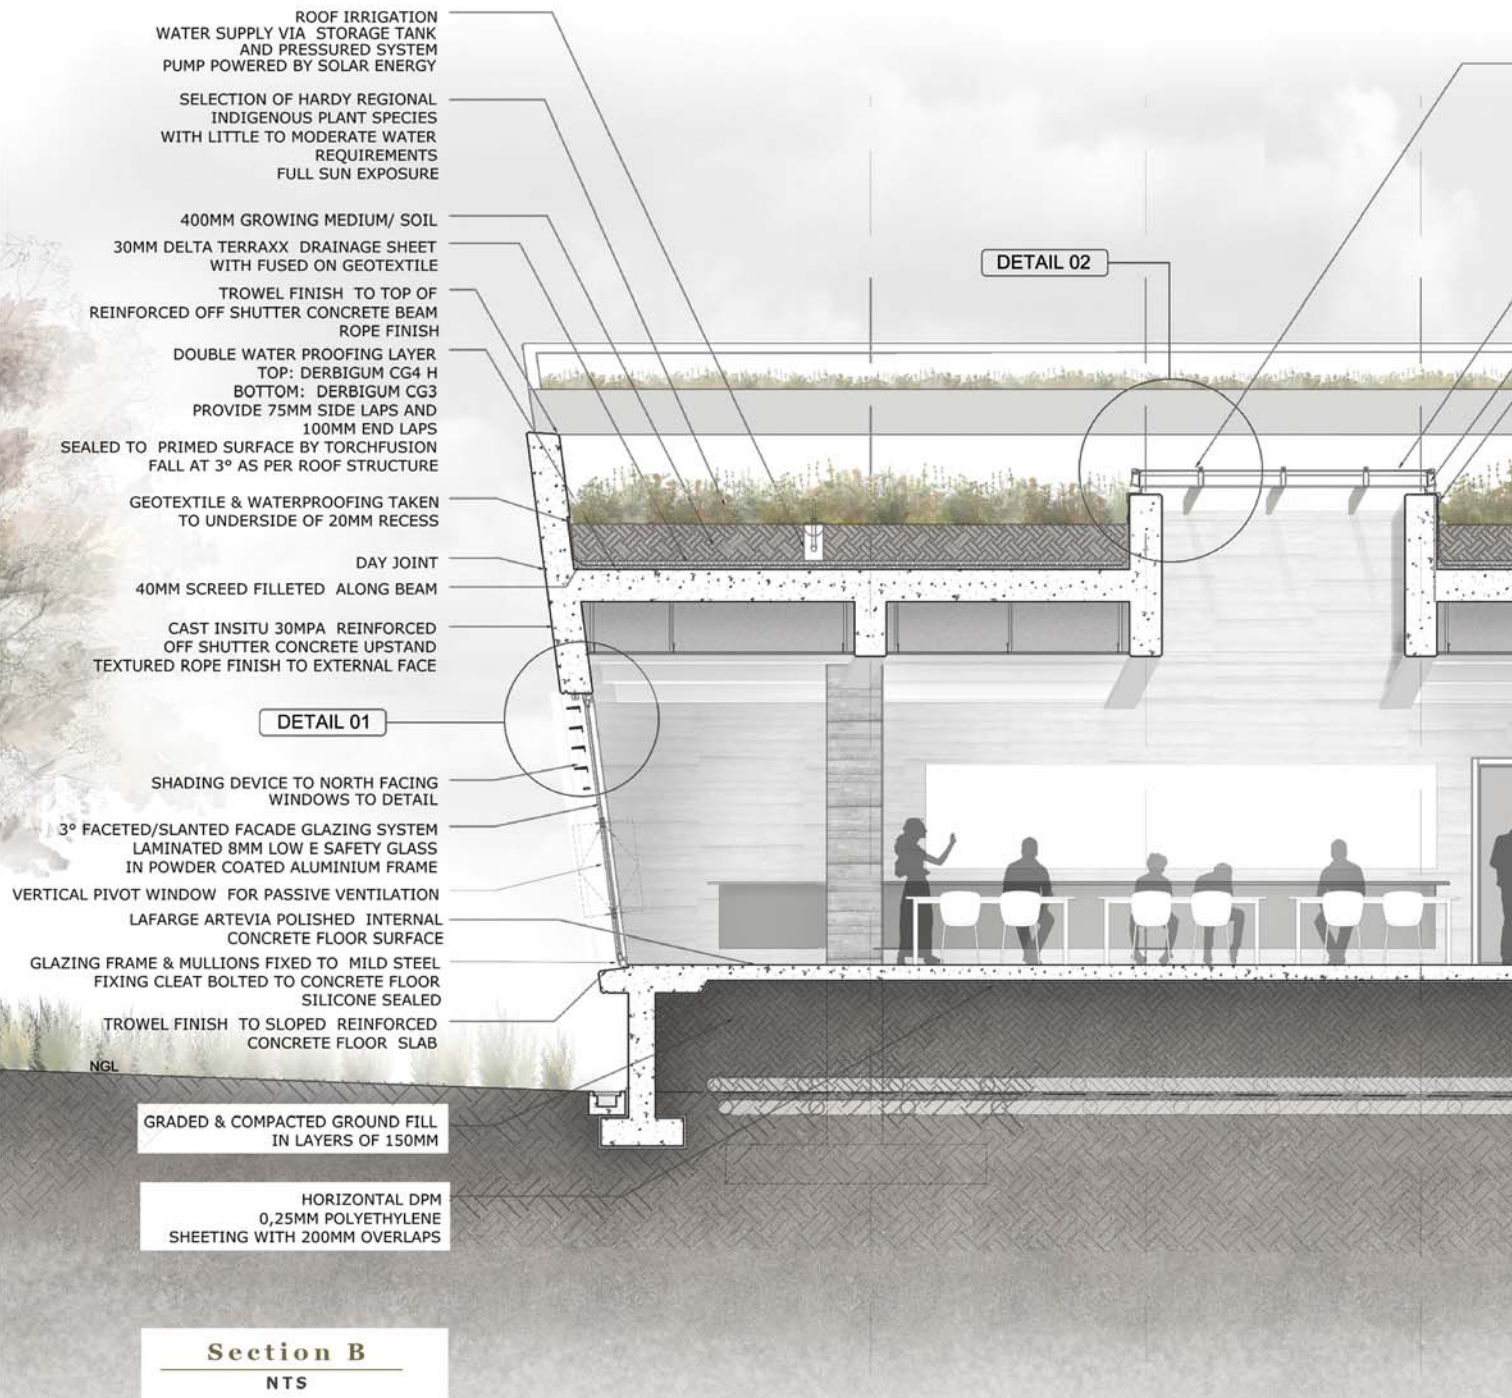 ROOF IRRIGATION
WATER SUPPLY VIA STORAGE TANK
AND PRESSURED SYSTEM
PUMP POWERED BY SOLAR ENERGY
SELECTION OF HARDY REGIONAL
INDIGENOUS PLANT SPECIES
WITH LITTLE TO MODERATE WATER
REQUIREMENTS
FULL SUN EXPOSURE
400MM GROWING MEDIUM/ SOIL
30MM DELTA TERRAXX DRAINAGE SHEET
WITH FUSED ON GEOTEXTILE
DETAIL 02
TROWEL FINISH TO TOP OF
REINFORCED OFF SHUTTER CONCRETE BEAM
ROPE FINISH
DOUBLE WATER PROOFING LAYER
TOP: DERBIGUM CG4 H
BOTTOM: DERBIGUM CG3
PROVIDE 75MM SIDE LAPS AND
100MM END LAPS
SEALED TO PRIMED SURFACE BY TORCHFUSION
FALL AT 3° AS PER ROOF STRUCTURE
GEOTEXTILE & WATERPROOFING TAKEN
TO UNDERSIDE OF 20MM RECESS
DAY JOINT
40MM SCREED FILLETED ALONG BEAM
CAST INSITU 30MPA REINFORCED
OFF SHUTTER CONCRETE UPSTAND
TEXTURED ROPE FINISH TO EXTERNAL FACE
DETAIL 01
SHADING DEVICE TO NORTH FACING
WINDOWS TO DETAIL
3° FACETED/SLANTED FACADE GLAZING SYSTEM
LAMINATED 8MM LOW E SAFETY GLASS
IN POWDER COATED ALUMINIUM FRAME
VERTICAL PIVOT WINDOW FOR PASSIVE VENTILATION
LAFARGE ARTEVIA POLISHED INTERNAL
CONCRETE FLOOR SURFACE
GLAZING FRAME & MULLIONS FIXED TO MILD STEEL
FIXING CLEAT BOLTED TO CONCRETE FLOOR
SILICONE SEALED
TROWEL FINISH TO SLOPED REINFORCED
CONCRETE FLOOR SLAB
NGL
GRADED & COMPACTED GROUND FILL
IN LAYERS OF 150MM
HORIZONTAL DPM
0,25MM POLYETHYLENE
SHEETING WITH 200MM OVERLAPS
Section B
NTS